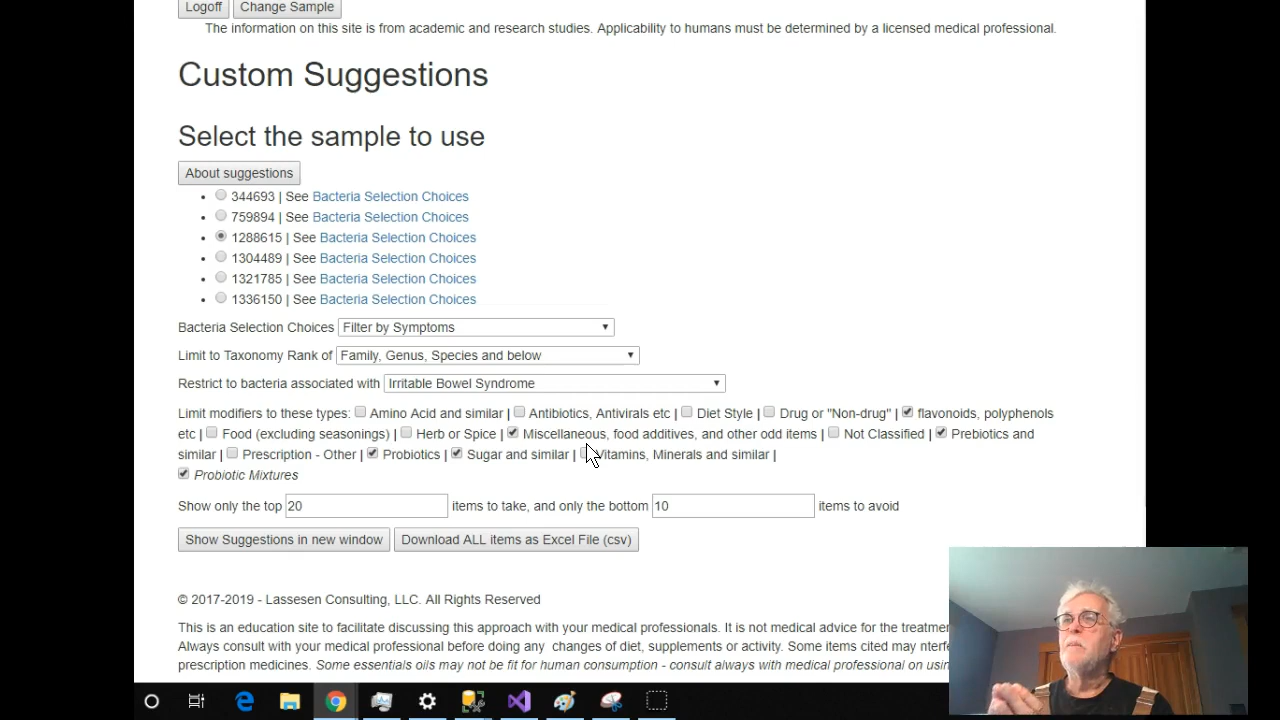 Logoff Change Sample
The information on this site is from academic and research studies. Applicability to humans must be determined by a licensed medical professional.
Custom Suggestions
Select the sample to use
About suggestions
• 344693 | See Bacteria Selection Choices
• 759894 | See Bacteria Selection Choices
• 1288615 | See Bacteria Selection Choices
• 1304489 | See Bacteria Selection Choices
• 1321785 | See Bacteria Selection Choices
• 1336150 | See Bacteria Selection Choices
Bacteria Selection Choices Filter by Symptoms
Limit to Taxonomy Rank of Family, Genus, Species and below
Restrict to bacteria associated with Irritable Bowel Syndrome
Limit modifiers to these types: Amino Acid and similar | Antibiotics, Antivirals etc | Diet Style | Drug or "Non-drug" | flavonoids, polyphenols
etc | Food (excluding seasonings) | Herb or Spice | Miscellaneous, food additives, and other odd items | Not Classified | Prebiotics and
similar | Prescription - Other | Probiotics | Sugar and similar | Vitamins, Minerals and similar |
Probiotic Mixtures
Show only the top 20 items to take, and only the bottom 10 items to avoid
Show Suggestions in new window Download ALL items as Excel File (csv)
© 2017-2019 - Lassesen Consulting, LLC. All Rights Reserved
This is an education site to facilitate discussing this approach with your medical professionals. It is not medical advice for the treatmen
Always consult with your medical professional before doing any changes of diet, supplements or activity. Some items cited may nterfe
prescription medicines. Some essentials oils may not be fit for human consumption - consult always with medical professional on usin